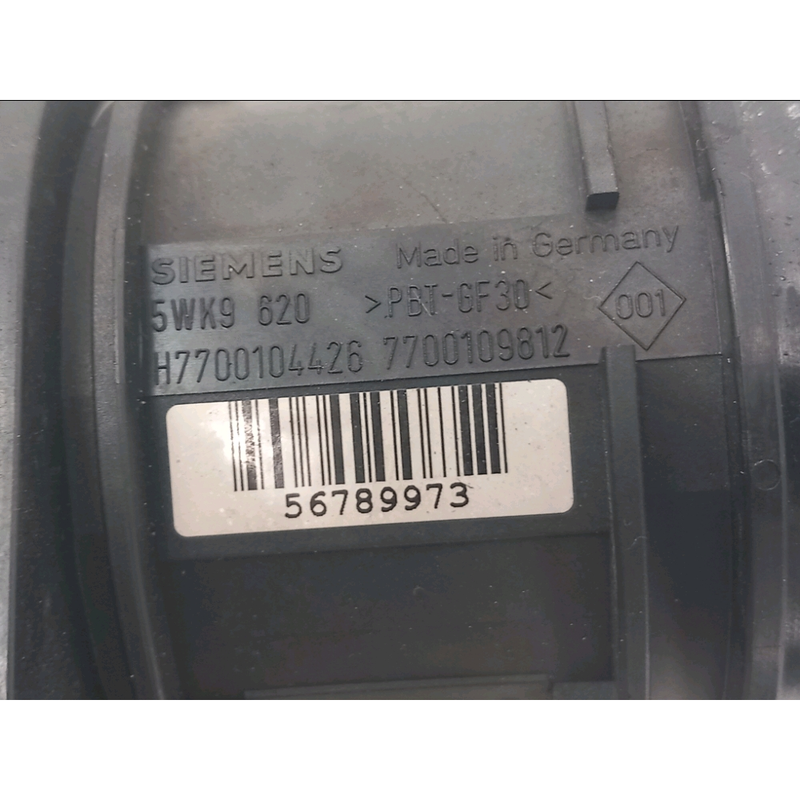 SIEMENS Made in Germany
5WK9 620 >PBT-GF30< 001
H7700104426 7700109812
56789973